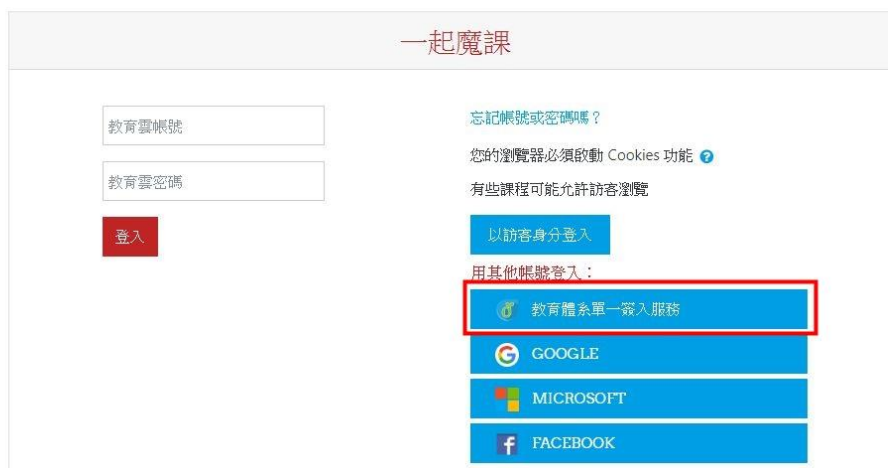 一起魔課
教育雲帳號
教育雲密碼
登入
忘記帳號或密碼嗎？
您的瀏覽器必須啟動 Cookies 功能
有些課程可能允許訪客瀏覽
以訪客身分登入
用其他帳號登入：
教育體系單一簽入服務
GOOGLE
MICROSOFT
FACEBOOK